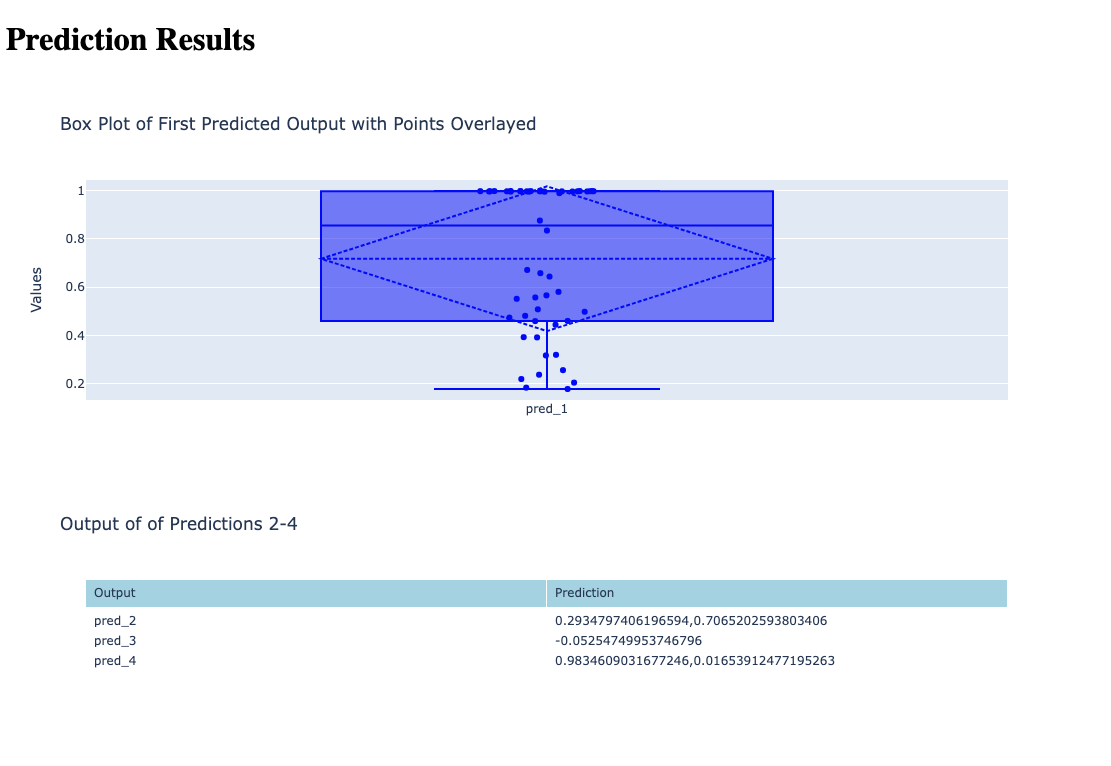 Prediction Results
Box Plot of First Predicted Output with Points Overlayed
Values
1
0.8
0.6
0.4
0.2
pred_1
Output of of Predictions 2-4
Output Prediction
pred_2 0.2934797406196594,0.7065202593803406
pred_3 -0.05254749953746796
pred_4 0.9834609031677246,0.01653912477195263